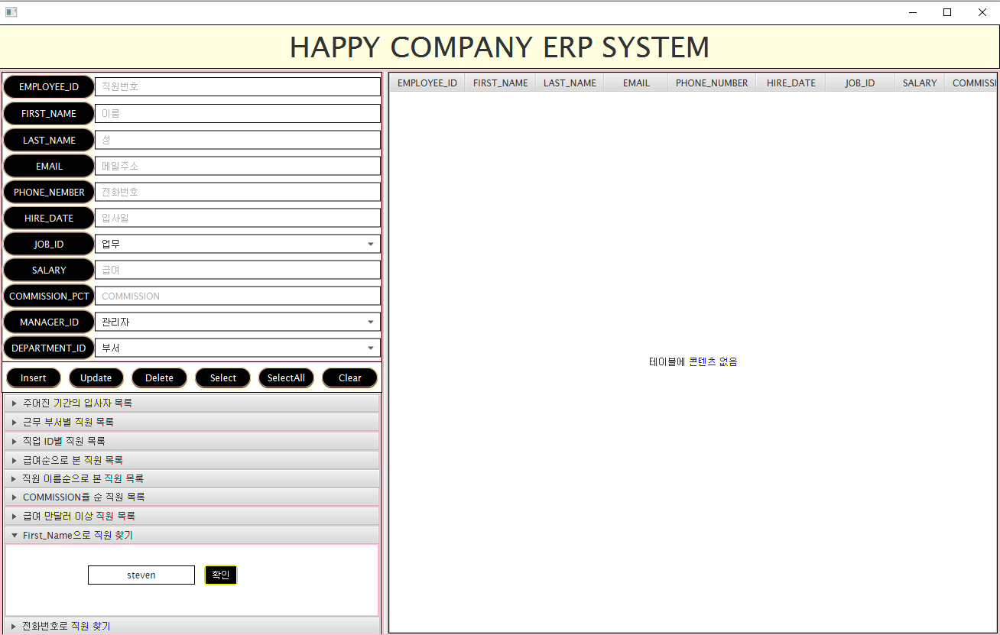 HAPPY COMPANY ERP SYSTEM
EMPLOYEE_ID 직원번호
FIRST_NAME 이름
LAST_NAME 성
EMAIL 메일주소
PHONE_NEMBER 전화번호
HIRE_DATE 입사일
JOB_ID 업무
SALARY 급여
COMMISSION_PCT COMMISSION
MANAGER_ID 관리자
DEPARTMENT_ID 부서
Insert Update Delete Select SelectAll Clear
주어진 기간의 입사자 목록
근무 부서별 직원 목록
직업 ID별 직원 목록
급여순으로 본 직원 목록
직원 이름순으로 본 직원 목록
COMMISSION율 순 직원 목록
급여 만달러 이상 직원 목록
First_Name으로 직원 찾기
steven 확인
전화번호로 직원 찾기
EMPLOYEE_ID FIRST_NAME LAST_NAME EMAIL PHONE_NUMBER HIRE_DATE JOB_ID SALARY COMMISSI
테이블에 콘텐츠 없음